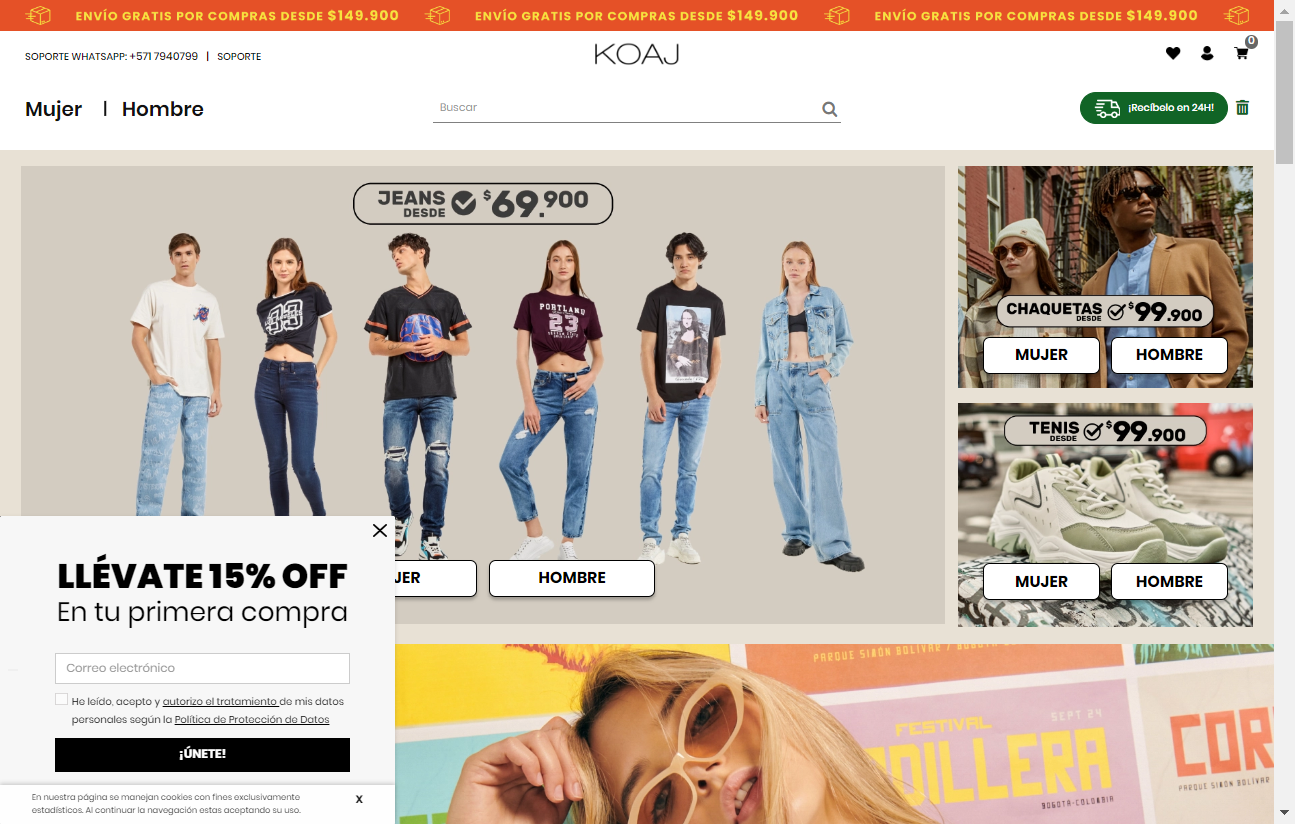 ENVÍO GRATIS POR COMPRAS DESDE $149.900 ENVÍO GRATIS POR COMPRAS DESDE $149.900 ENVÍO GRATIS POR COMPRAS DESDE $149.900
SOPORTE WHATSAPP: +571 7940799 | SOPORTE
KOAJ
0
Mujer | Hombre
Buscar
¡Recíbelo en 24H!
JEANS DESDE $69.900
PORTLAND
23
CHAQUETAS DESDE $99.900
MUJER HOMBRE
TENIS DESDE $99.900
MUJER HOMBRE
JER HOMBRE
LLÉVATE 15% OFF
En tu primera compra
Correo electrónico
He leído, acepto y autorizo el tratamiento de mis datos
personales según la Política de Protección de Datos
¡ÚNETE!
En nuestra página se manejan cookies con fines exclusivamente
estadísticos. Al continuar la navegación estas aceptando su uso.
X
PARQUE SIMÓN BOLÍVAR / BOGOTÁ-CO
SEPT 24
FESTIVAL
DILLERA
BOGOTA-COLOMBIA
COR
PARQUE SIMÓN BOLÍVAR